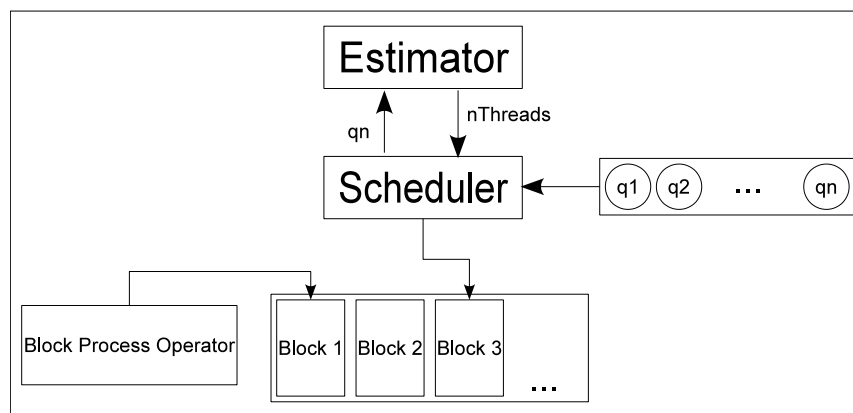 Estimator
qn
nThreads
Scheduler
q1 q2 ... qn
Block Process Operator
Block 1 Block 2 Block 3 ...